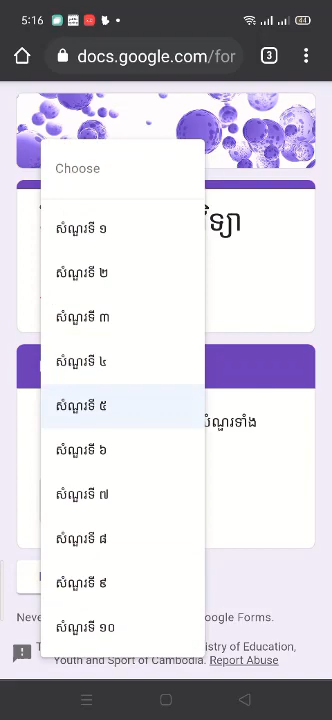 5:16
44
docs.google.com/for
3
Choose
ទ្យា
សំណួរទី ១
សំណួរទី ២
សំណួរទី ៣
សំណួរទី ៤
សំណួរទី ៥
សំណួរទាំង
សំណួរទី ៦
សំណួរទី ៧
សំណួរទី ៨
សំណួរទី ៩
Neve
oogle Forms.
សំណួរទី ១០
T
istry of Education,
Youth and Sport of Cambodia. Report Abuse